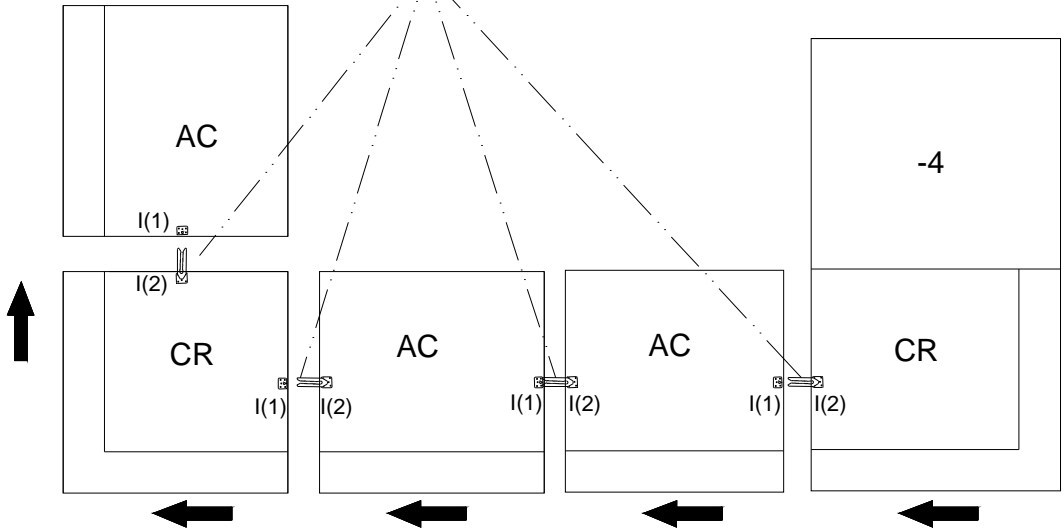 AC
-4
I(1)
I(2)
CR
AC
AC
CR
I(1)
I(2)
I(1)
I(2)
I(1)
I(2)